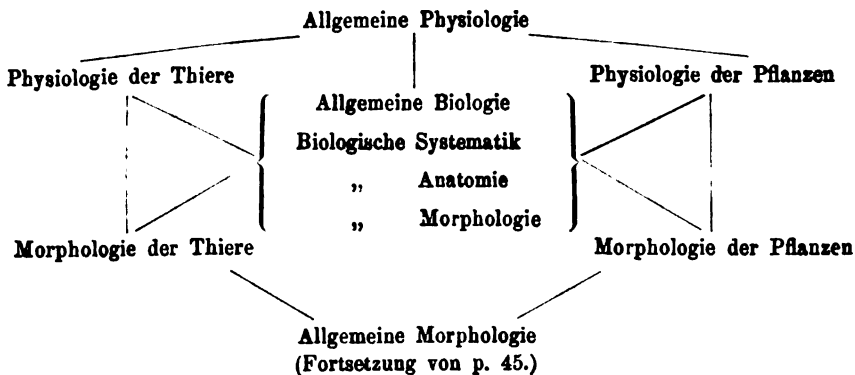 Allgemeine Physiologie
Physiologie der Thiere
Physiologie der Pflanzen
Allgemeine Biologie
Biologische Systematik
„ Anatomie
„ Morphologie
Morphologie der Thiere
Morphologie der Pflanzen
Allgemeine Morphologie
(Fortsetzung von p. 45.)